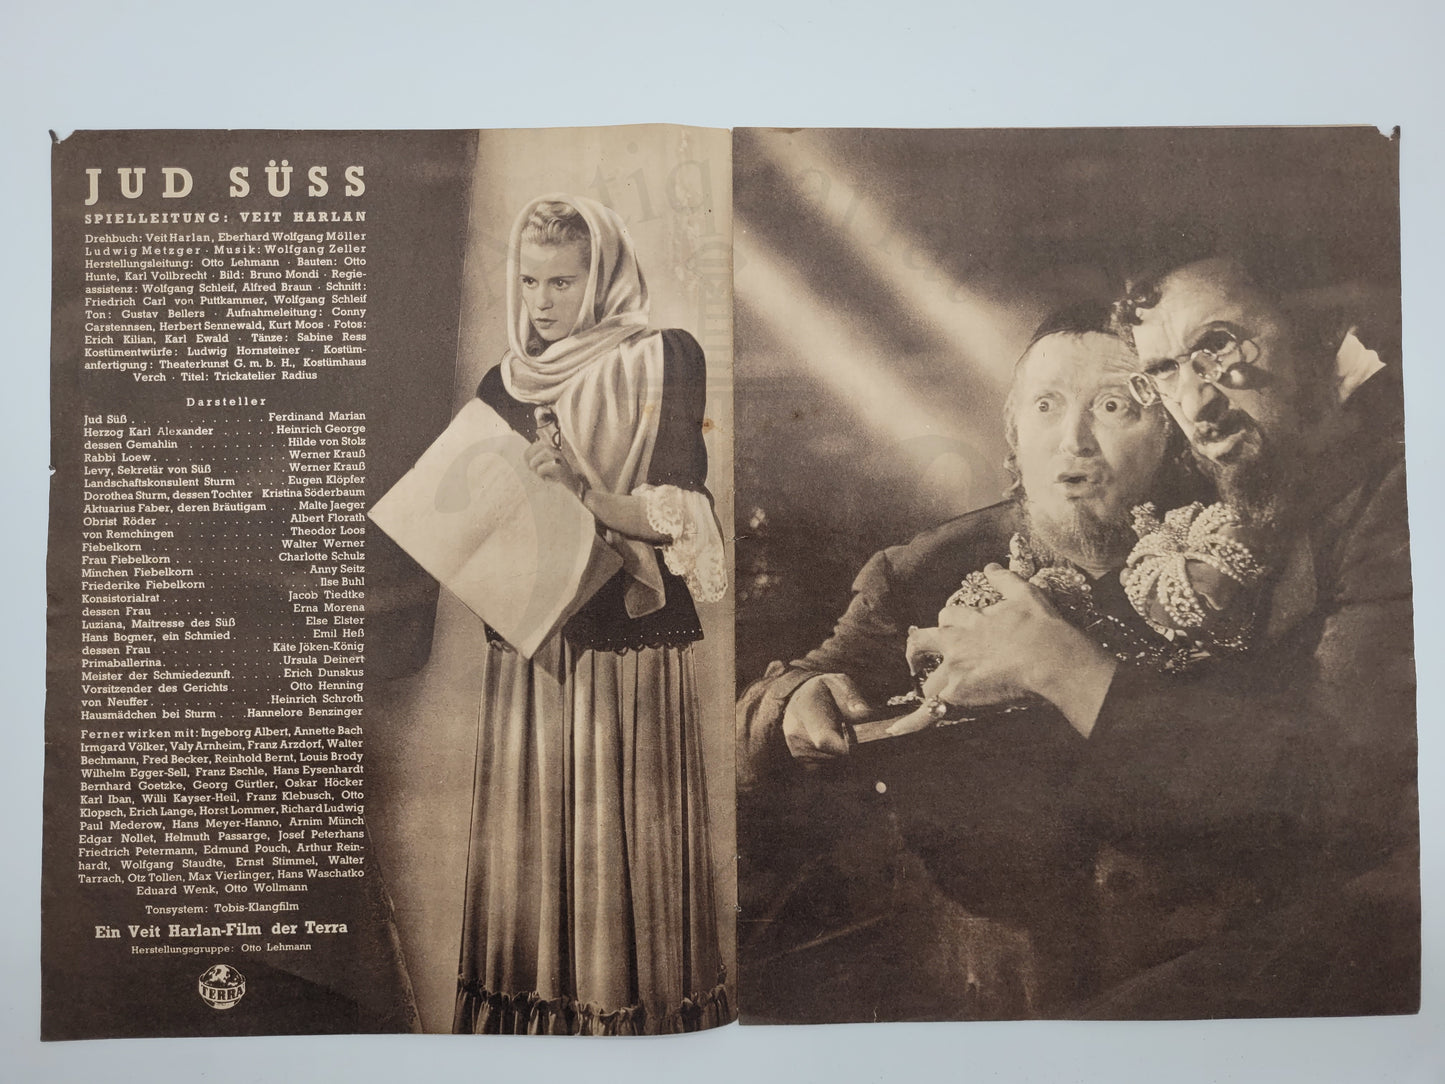 JUD SÜSS
SPIELLEITUNG: VEIT HARLAN
Drehbuch: Veit Harlan, Eberhard Wolfgang Möller
Ludwig Metzger · Musik: Wolfgang Zeller
Herstellungsleitung: Otto Lehmann · Bauten: Otto
Hunte, Karl Vollbrecht · Bild: Bruno Mondi · Regie-
assistenz: Wolfgang Schleif, Alfred Braun · Schnitt:
Friedrich Carl von Puttkammer, Wolfgang Schleif
Ton: Gustav Bellers · Aufnahmeleitung: Conny
Carstennsen, Herbert Sennewald, Kurt Moos · Fotos:
Erich Kilian, Karl Ewald · Tänze: Sabine Ress
Kostümentwürfe: Ludwig Hornsteiner · Kostüm-
anfertigung: Theaterkunst G. m. b. H., Kostümhaus
Verch · Titel: Trickatelier Radius
Darsteller
Jud Süß . . . . . . . . . . . . Ferdinand Marian
Herzog Karl Alexander . . . . . . Heinrich George
dessen Gemahlin . . . . . . . . . Hilde von Stolz
Rabbi Loew . . . . . . . . . . . . Werner Krauß
Levy, Sekretär von Süß . . . . . . . Werner Krauß
Landschaftskonsulent Sturm . . . . . Eugen Klöpfer
Dorothea Sturm, dessen Tochter Kristina Söderbaum
Aktuarius Faber, deren Bräutigam . . . Malte Jaeger
Obrist Röder . . . . . . . . . . . Albert Florath
von Remchingen . . . . . . . . . . Theodor Loos
Fiebelkorn . . . . . . . . . . . . Walter Werner
Frau Fiebelkorn . . . . . . . . . Charlotte Schulz
Minchen Fiebelkorn . . . . . . . . . Anny Seitz
Friederike Fiebelkorn . . . . . . . . . Ilse Buhl
Konsistorialrat . . . . . . . . . . Jacob Tiedtke
dessen Frau . . . . . . . . . . . . Erna Morena
Luziana, Maitresse des Süß . . . . . . Else Elster
Hans Bogner, ein Schmied . . . . . . . Emil Heß
dessen Frau . . . . . . . . . Käte Jöken-König
Primaballerina . . . . . . . . . . Ursula Deinert
Meister der Schmiedezunft . . . . . Erich Dunskus
Vorsitzender des Gerichts . . . . . Otto Henning
von Neuffer . . . . . . . . . . Heinrich Schroth
Hausmädchen bei Sturm . . . Hannelore Benzinger
Ferner wirken mit: Ingeborg Albert, Annette Bach
Irmgard Völker, Valy Arnheim, Franz Arzdorf, Walter
Bechmann, Fred Becker, Reinhold Bernt, Louis Brody
Wilhelm Egger-Sell, Franz Eschle, Hans Eysenhardt
Bernhard Goetzke, Georg Gürtler, Oskar Höcker
Karl Iban, Willi Kayser-Heil, Franz Klebusch, Otto
Klopsch, Erich Lange, Horst Lommer, Richard Ludwig
Paul Mederow, Hans Meyer-Hanno, Arnim Münch
Edgar Nollet, Helmuth Passarge, Josef Peterhans
Friedrich Petermann, Edmund Pouch, Arthur Rein-
hardt, Wolfgang Staudte, Ernst Stimmel, Walter
Tarrach, Otz Tollen, Max Vierlinger, Hans Waschatko
Eduard Wenk, Otto Wollmann
Tonsystem: Tobis-Klangfilm
Ein Veit Harlan-Film der Terra
Herstellungsgruppe: Otto Lehmann
TERRA